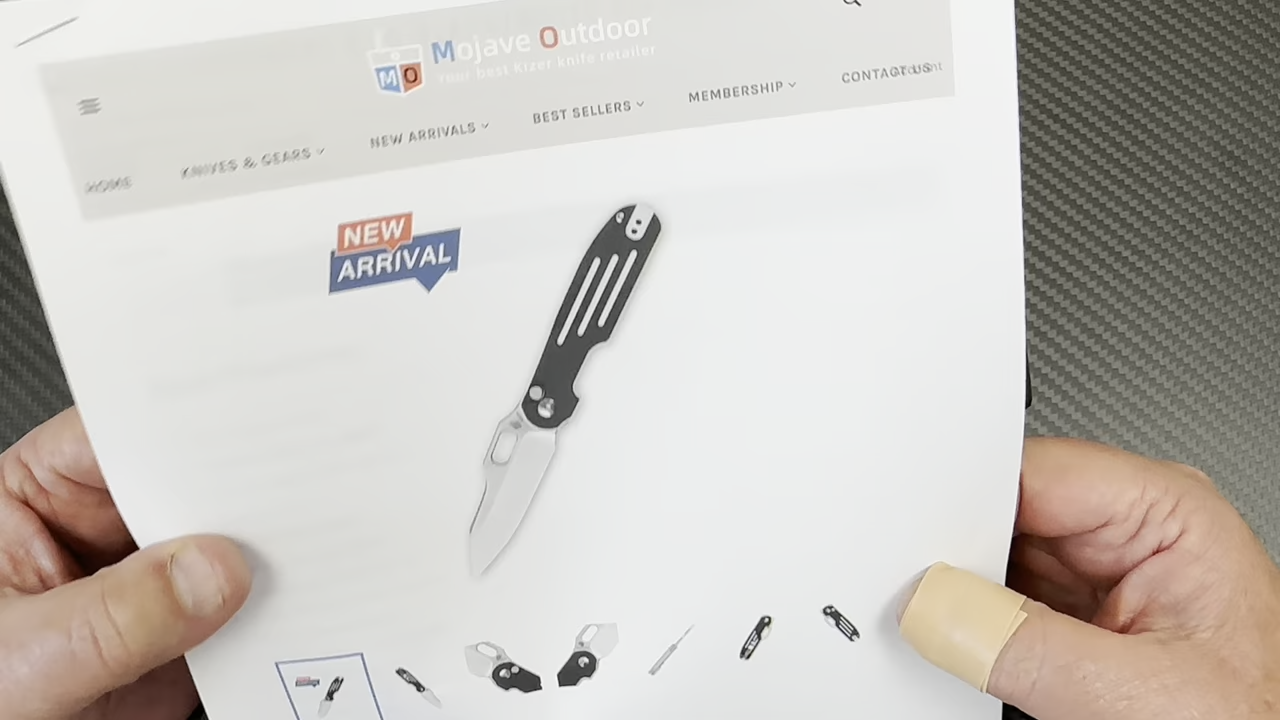 Mojave Outdoor
Your best Kizer knife retailer
MO
HOME KNIVES & GEARS NEW ARRIVALS BEST SELLERS MEMBERSHIP CONTACT US
NEW
ARRIVAL